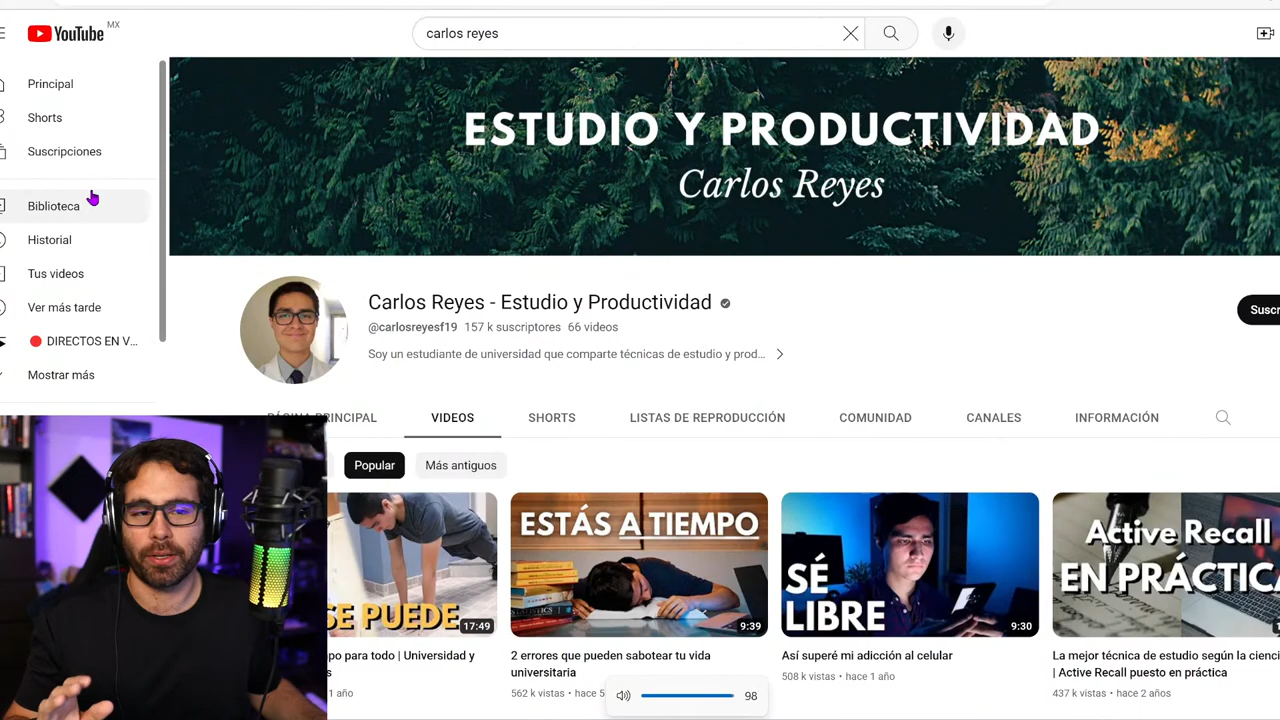 YouTube MX
carlos reyes
Principal
Shorts
Suscripciones
Biblioteca
Historial
Tus videos
Ver más tarde
DIRECTOS EN V...
Mostrar más
ESTUDIO Y PRODUCTIVIDAD
Carlos Reyes
Carlos Reyes - Estudio y Productividad
@carlosreyesf19 157 k suscriptores 66 videos
Soy un estudiante de universidad que comparte técnicas de estudio y prod...
Suscr
PÁGINA PRINCIPAL
VIDEOS
SHORTS
LISTAS DE REPRODUCCIÓN
COMUNIDAD
CANALES
INFORMACIÓN
Popular
Más antiguos
SE PUEDE
17:49
ESTÁS A TIEMPO
9:39
SÉ
LIBRE
9:30
Active Recall
EN PRÁCTICA
po para todo | Universidad y
s
1 año
2 errores que pueden sabotear tu vida
universitaria
562 k vistas • hace 5
Así superé mi adicción al celular
508 k vistas • hace 1 año
La mejor técnica de estudio según la cienci
| Active Recall puesto en práctica
437 k vistas • hace 2 años
98